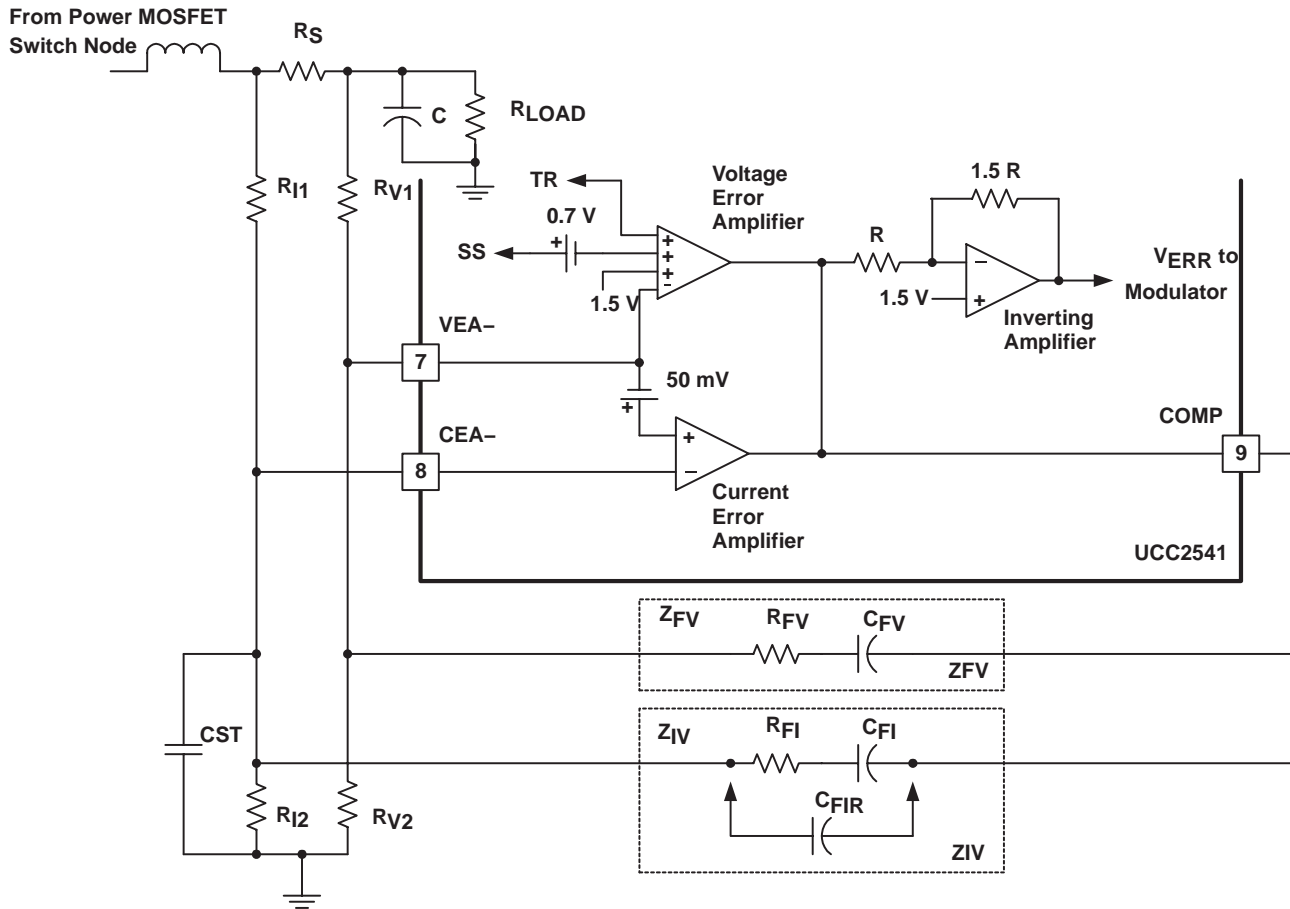 From Power MOSFET
Switch Node
RS
C
RLOAD
RI1
RV1
TR
0.7 V
+
SS
+
+
+
-
1.5 V
Voltage
Error
Amplifier
1.5 R
R
−
+
1.5 V
VERR to
Modulator
Inverting
Amplifier
VEA−
7
50 mV
+
CEA−
8
+
−
Current
Error
Amplifier
COMP
9
UCC2541
ZFV
RFV
CFV
ZFV
CST
ZIV
RFI
CFI
CFIR
ZIV
RI2
RV2